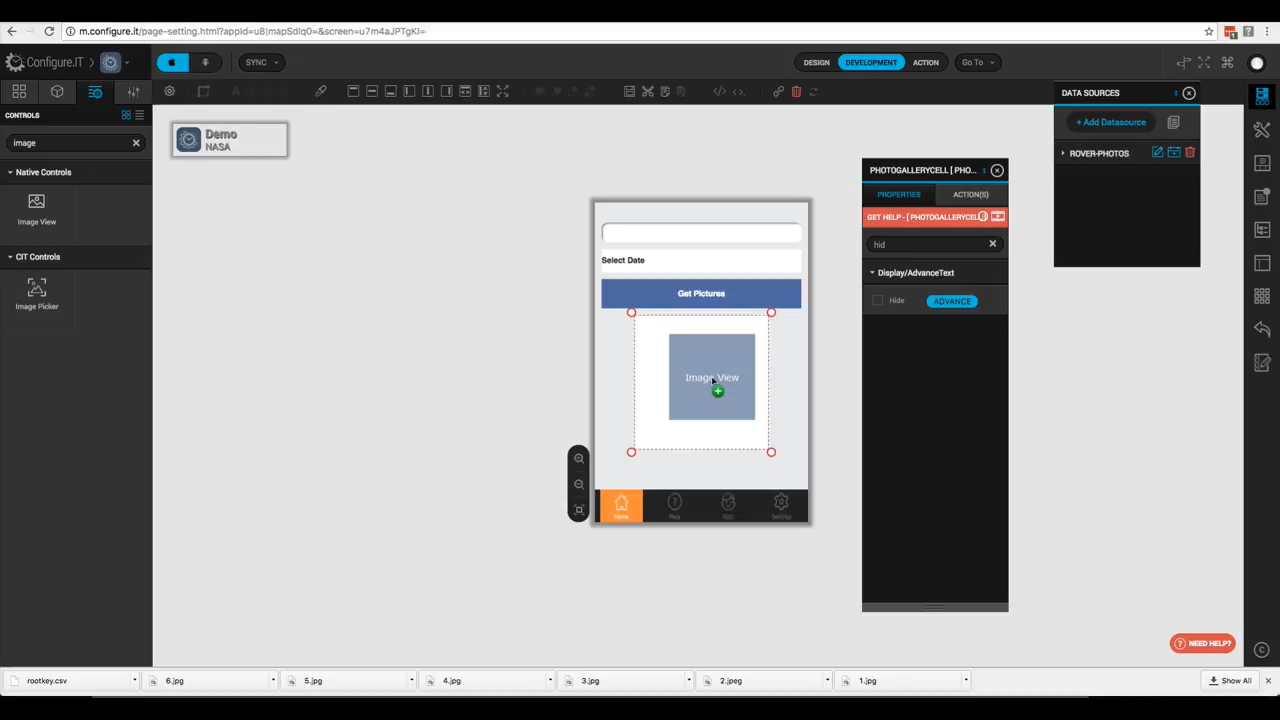 m.configure.it/page-setting.html?appId=u8|mapSdIq0=&screen=u7m4aJPTgKI=
Configure.IT
SYNC
DESIGN
DEVELOPMENT
ACTION
Go To
CONTROLS
image
Native Controls
Image View
CIT Controls
Image Picker
Demo
NASA
Select Date
Get Pictures
Image View
Home
Settings
PHOTOGALLERYCELL [ PHO...
PROPERTIES
ACTION(S)
GET HELP - [ PHOTOGALLERYCELL
hid
Display/AdvanceText
Hide
ADVANCE
DATA SOURCES
+ Add Datasource
ROVER-PHOTOS
NEED HELP?
rootkey.csv
6.jpg
5.jpg
4.jpg
3.jpg
2.jpeg
1.jpg
Show All